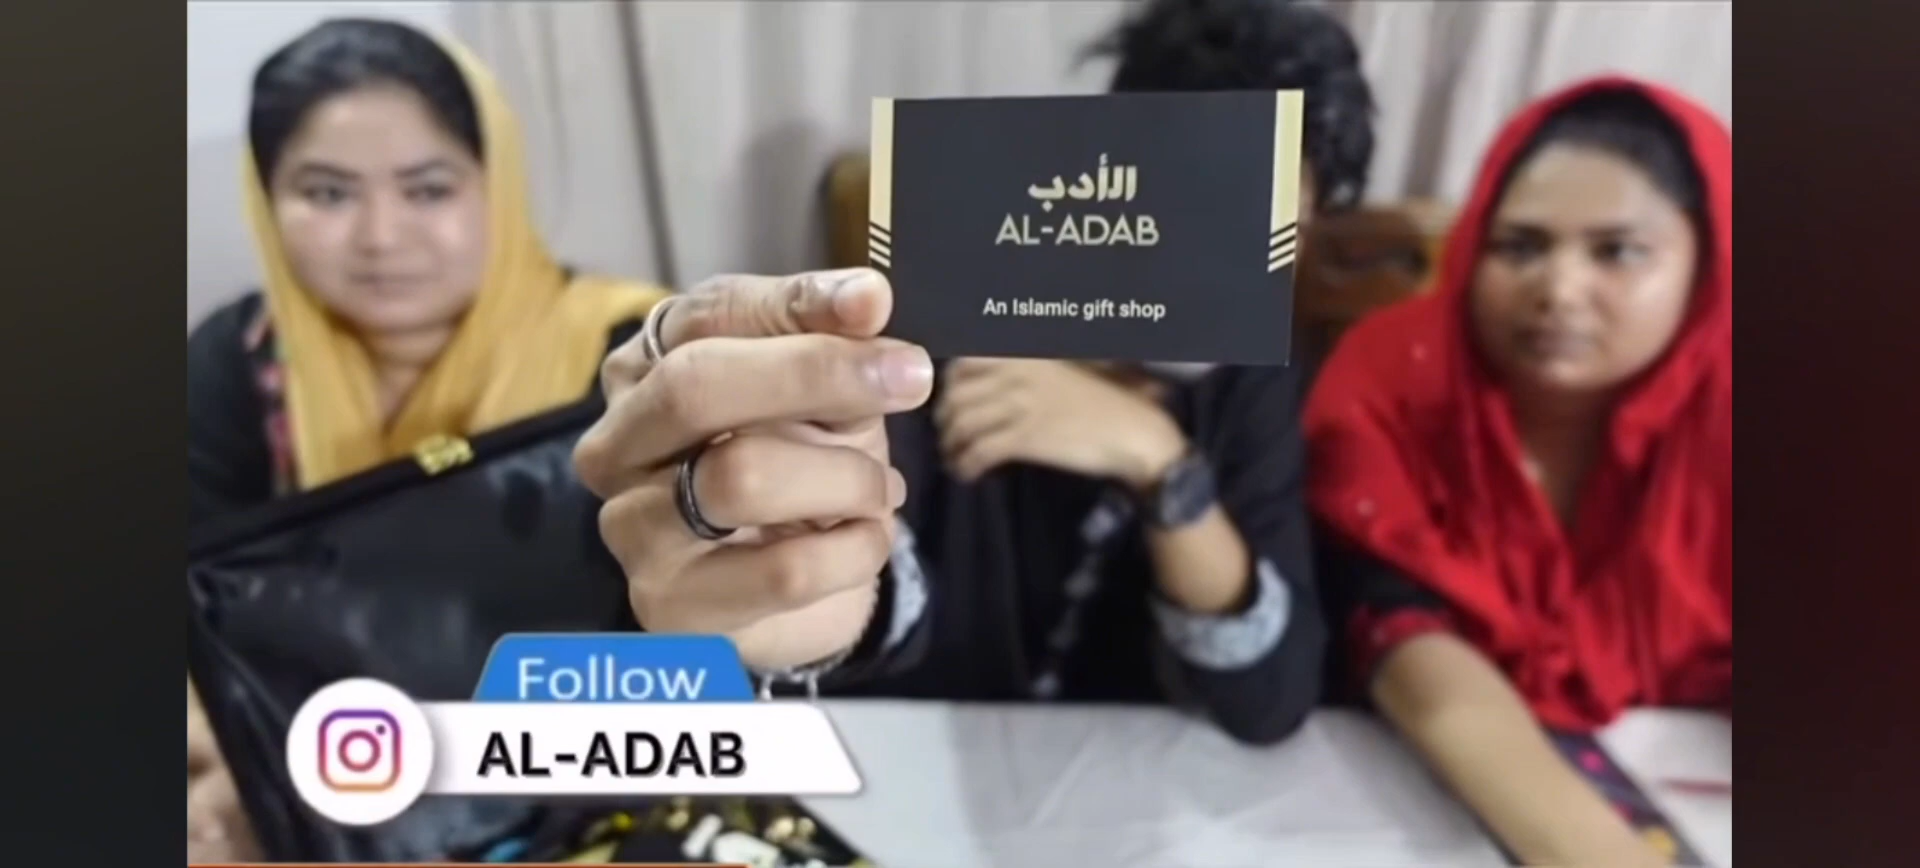 الأدب
AL-ADAB
An Islamic gift shop
Follow
AL-ADAB